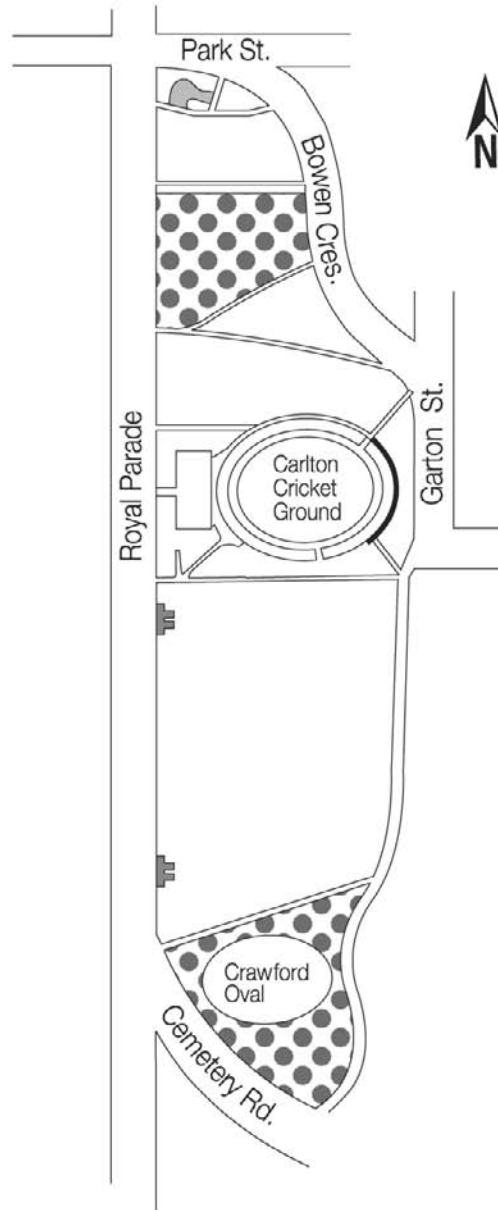 Park St.
N
Bowen Cres.
Royal Parade
Garton St.
Carlton
Cricket
Ground
Crawford
Oval
Cemetery Rd.